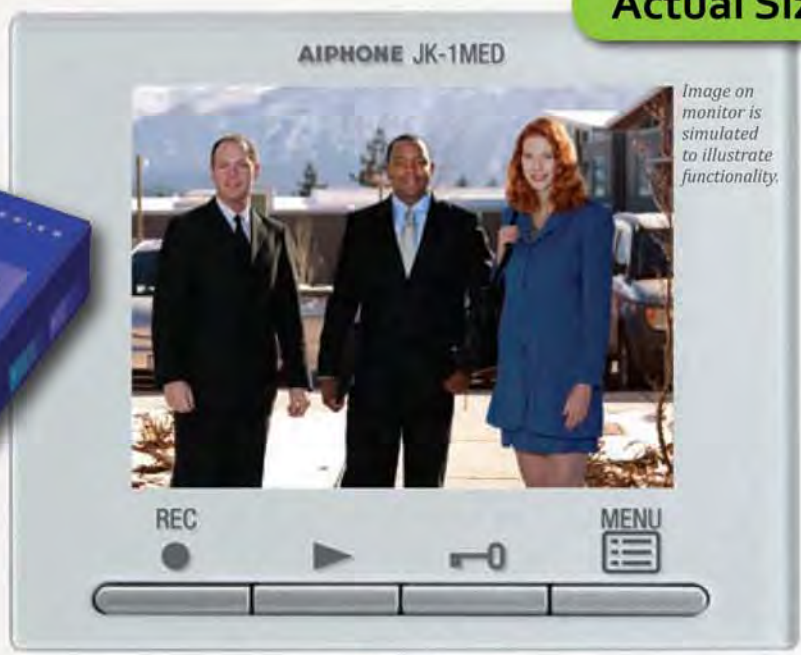 Actual Siz
AIPHONE JK-1MED
Image on
monitor is
simulated
to illustrate
functionality.
REC
MENU